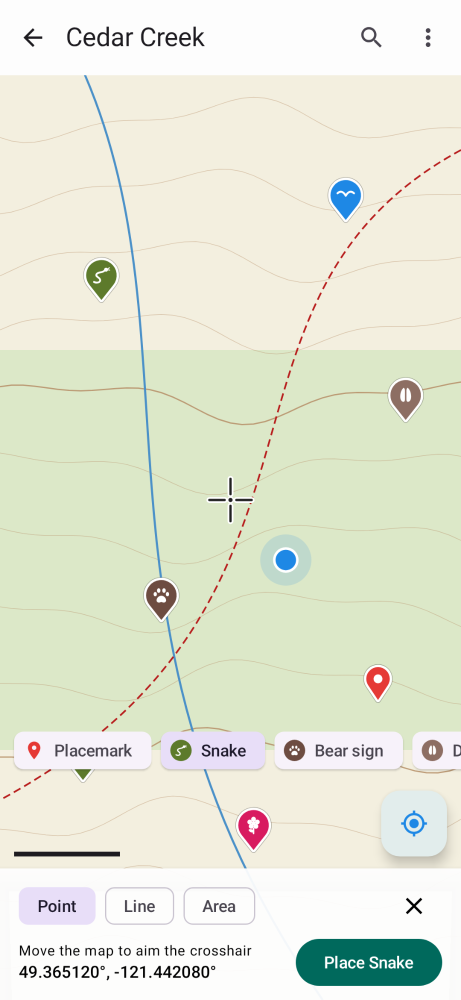 Cedar Creek
Placemark
Snake
Bear sign
D
Point
Line
Area
Move the map to aim the crosshair
49.365120°, -121.442080°
Place Snake